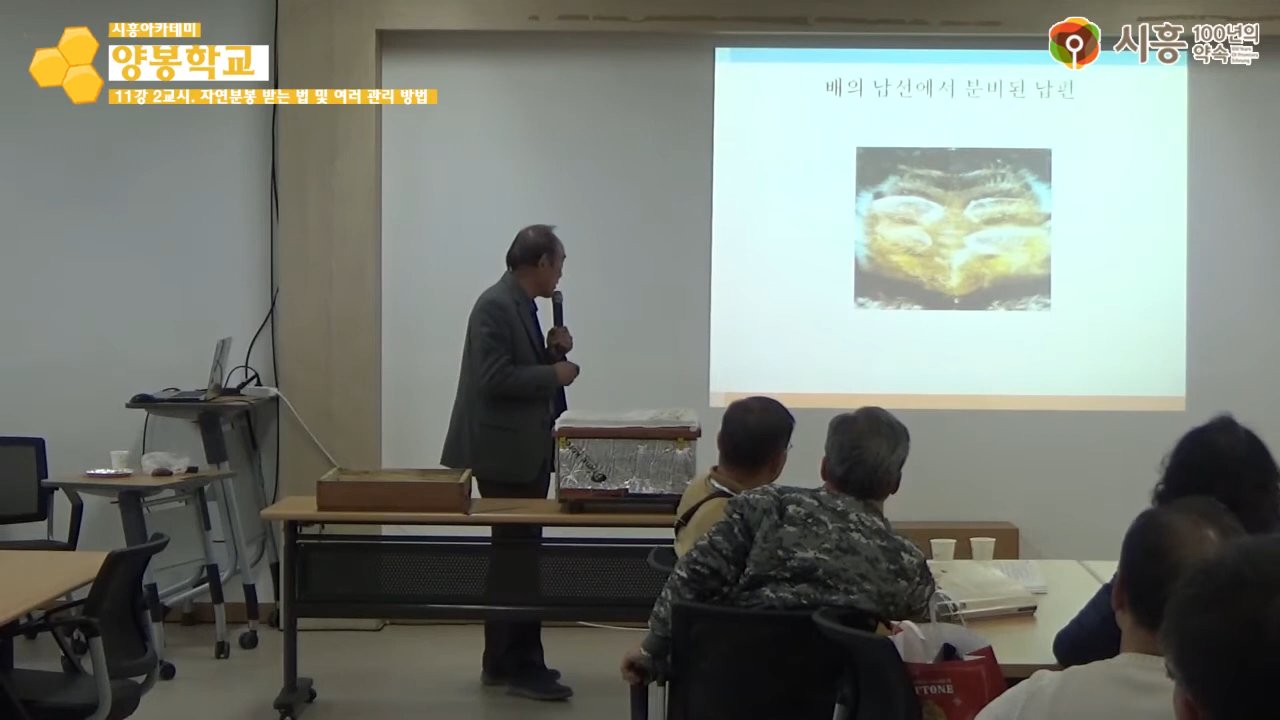 시흥아카데미
양봉학교
11강 2교시. 자연분봉 받는 법 및 여러 관리 방법
시흥 100년의 약속
배의 납선에서 분비된 납편
TTONE